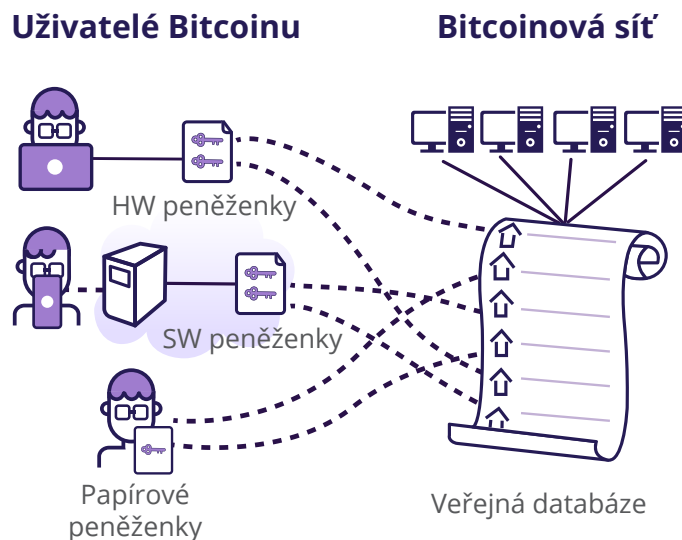 Uživatelé Bitcoinu
Bitcoinová síť
HW peněženky
SW peněženky
Papírové
peněženky
Veřejná databáze